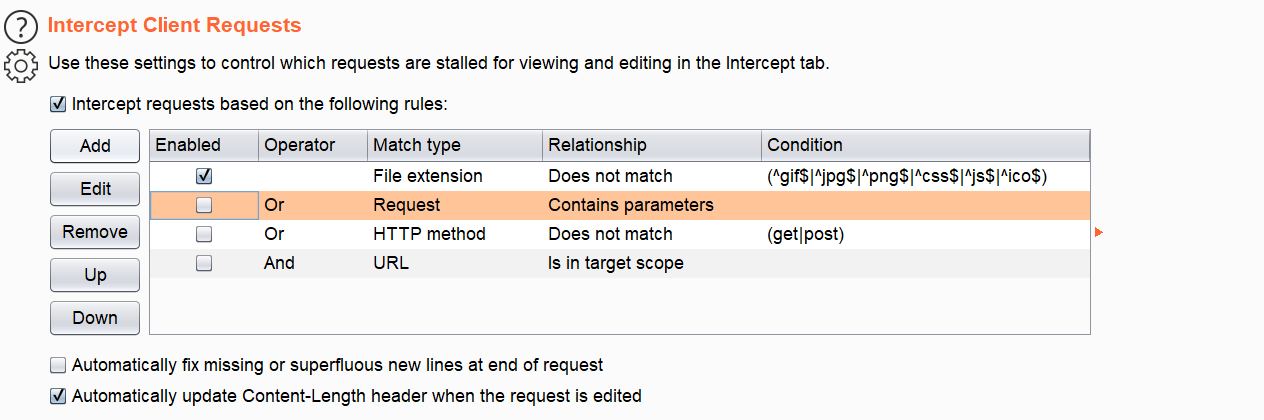 Intercept Client Requests
Use these settings to control which requests are stalled for viewing and editing in the Intercept tab.
Intercept requests based on the following rules:
Add
Edit
Remove
Up
Down
Enabled Operator Match type Relationship Condition
File extension Does not match (^gif$|^jpg$|^png$|^css$|^js$|^ico$)
Or Request Contains parameters
Or HTTP method Does not match (get|post)
And URL Is in target scope
Automatically fix missing or superfluous new lines at end of request
Automatically update Content-Length header when the request is edited